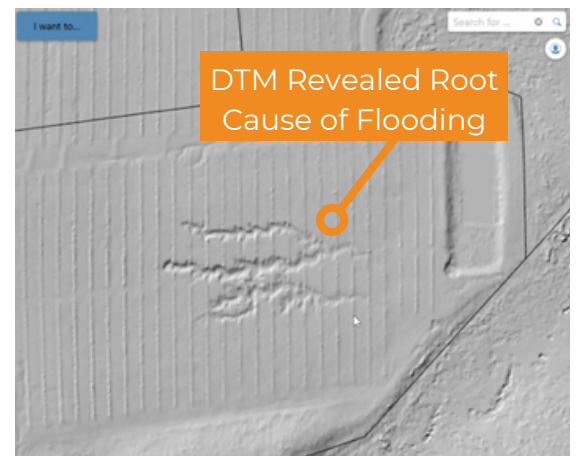 I want to...
Search for ...
DTM Revealed Root
Cause of Flooding